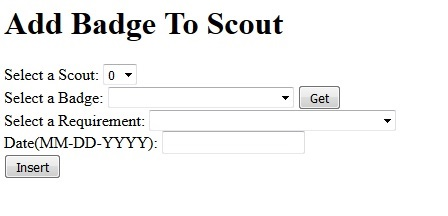 Add Badge To Scout
Select a Scout: 0
Select a Badge: Get
Select a Requirement:
Date(MM-DD-YYYY):
Insert